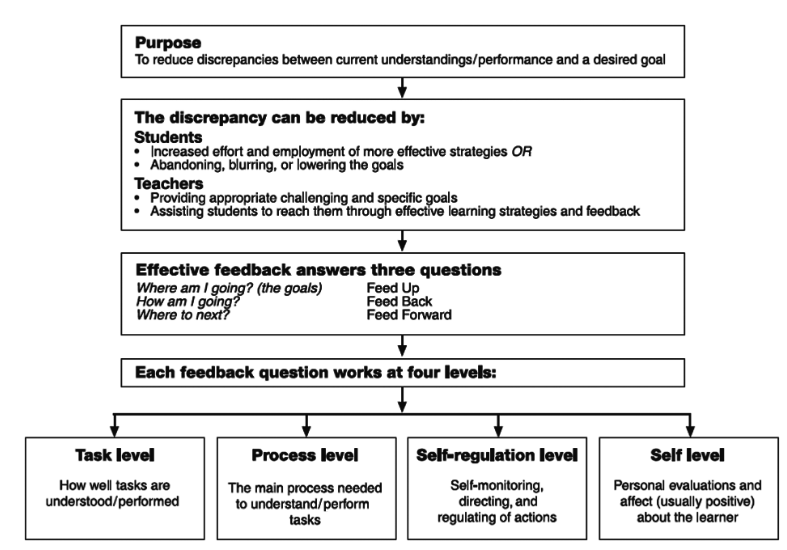 Purpose
To reduce discrepancies between current understandings/performance and a desired goal
The discrepancy can be reduced by:
Students
• Increased effort and employment of more effective strategies OR
• Abandoning, blurring, or lowering the goals
Teachers
• Providing appropriate challenging and specific goals
• Assisting students to reach them through effective learning strategies and feedback
Effective feedback answers three questions
Where am I going? (the goals) Feed Up
How am I going? Feed Back
Where to next? Feed Forward
Each feedback question works at four levels:
Task level
How well tasks are
understood/performed
Process level
The main process needed
to understand/perform
tasks
Self-regulation level
Self-monitoring,
directing, and
regulating of actions
Self level
Personal evaluations and
affect (usually positive)
about the learner